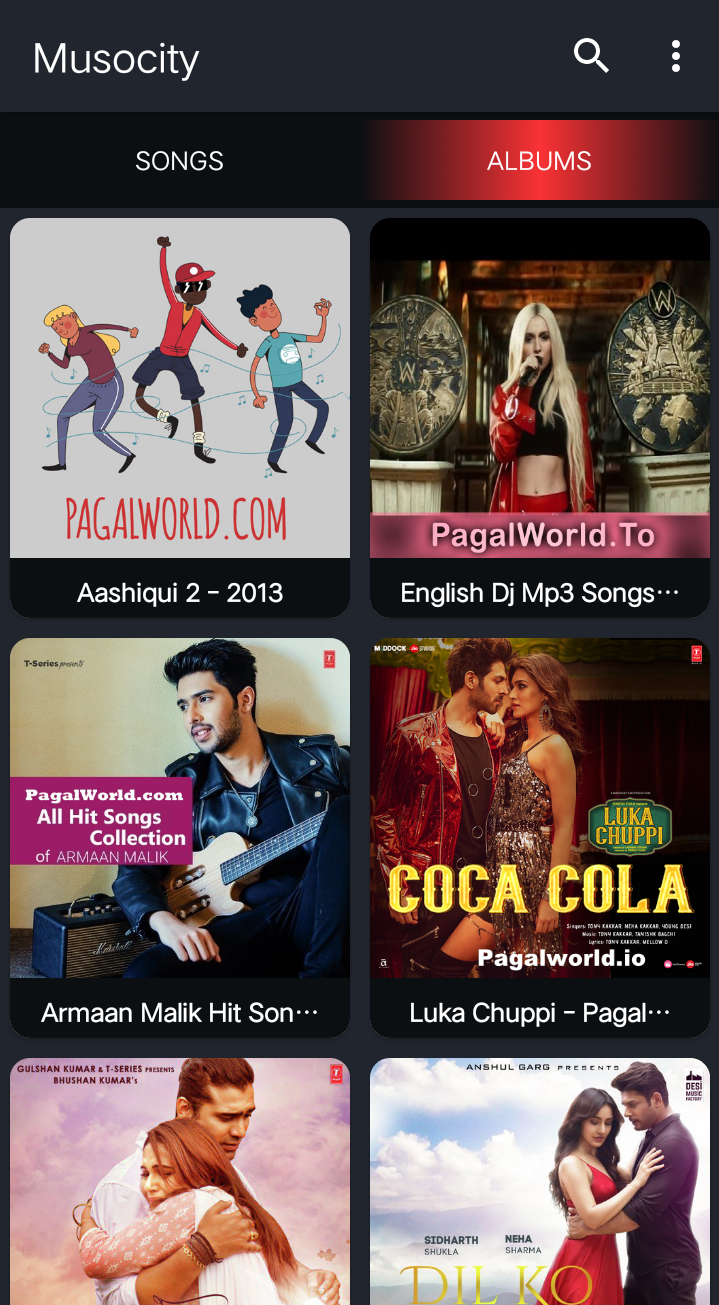 Musocity
SONGS
ALBUMS
PAGALWORLD.COM
Aashiqui 2 - 2013
PagalWorld.To
English Dj Mp3 Songs...
T-Series presents
PagalWorld.com
All Hit Songs
Collection
of ARMAAN MALIK
Marshall
Armaan Malik Hit Son...
MADDOCK Jio STUDIOS
LUKA
CHUPPI
COCA COLA
Singers: TONY KAKKAR, NEHA KAKKAR, YOUNG DESI
Music: TONY KAKKAR, TANISHK BAGCHI
Lyrics: TONY KAKKAR, MELLOW D
Pagalworld.io
Luka Chuppi - Pagal...
GULSHAN KUMAR & T-SERIES PRESENTS
BHUSHAN KUMAR's
ANSHUL GARG PRESENTS
DESI
MUSIC
FACTORY
SIDHARTH
SHUKLA
NEHA
SHARMA
DIL KO